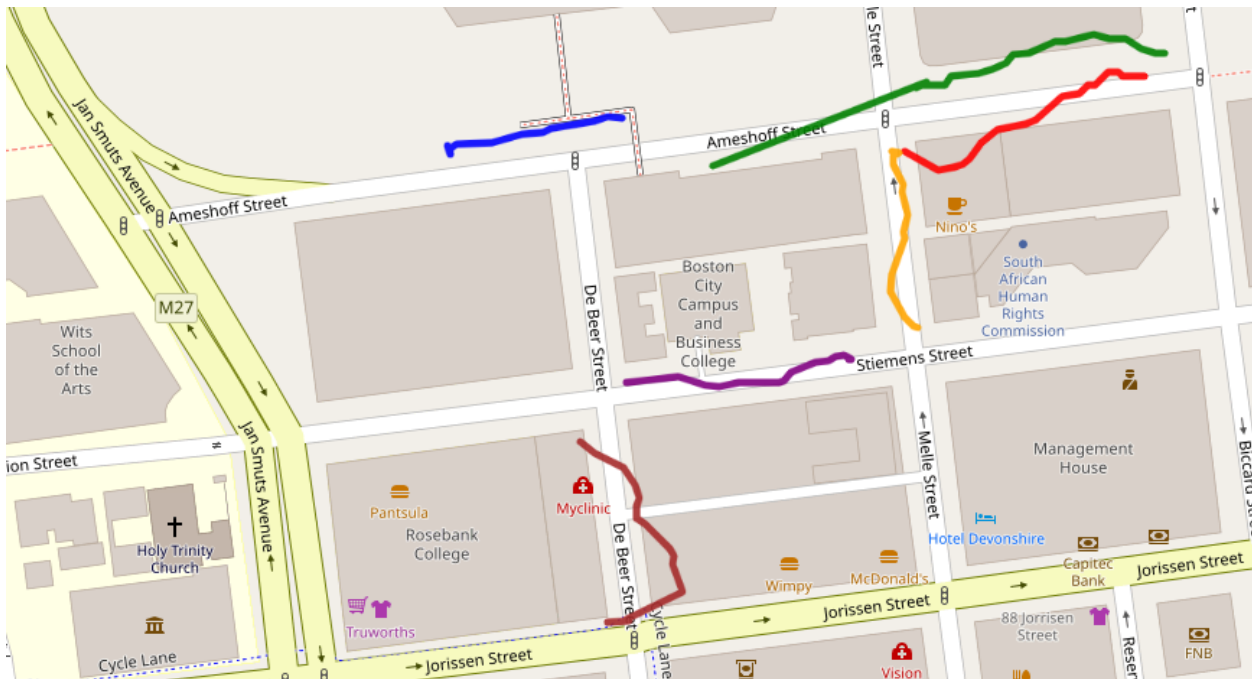 le Street
t
Jan Smuts Avenue
Ameshoff Street
Ameshoff Street
Nino's
South
African
Human
Rights
Commission
Boston
City
Campus
and
Business
College
De Beer Street
M27
Wits
School
of the
Arts
Stiemens Street
Jan Smuts Avenue
ion Street
Melle Street
Management
House
Biccard Str
Pantsula
Myclinic
Rosebank
College
De Beer Street
Holy Trinity
Church
Hotel Devonshire
Capitec
Bank
Wimpy
McDonald's
Jorissen Street
Jorissen Street
Truworths
Cycle Lane
88 Jorrisen
Street
Reser
FNB
Cycle Lane
Jorissen Street
Vision